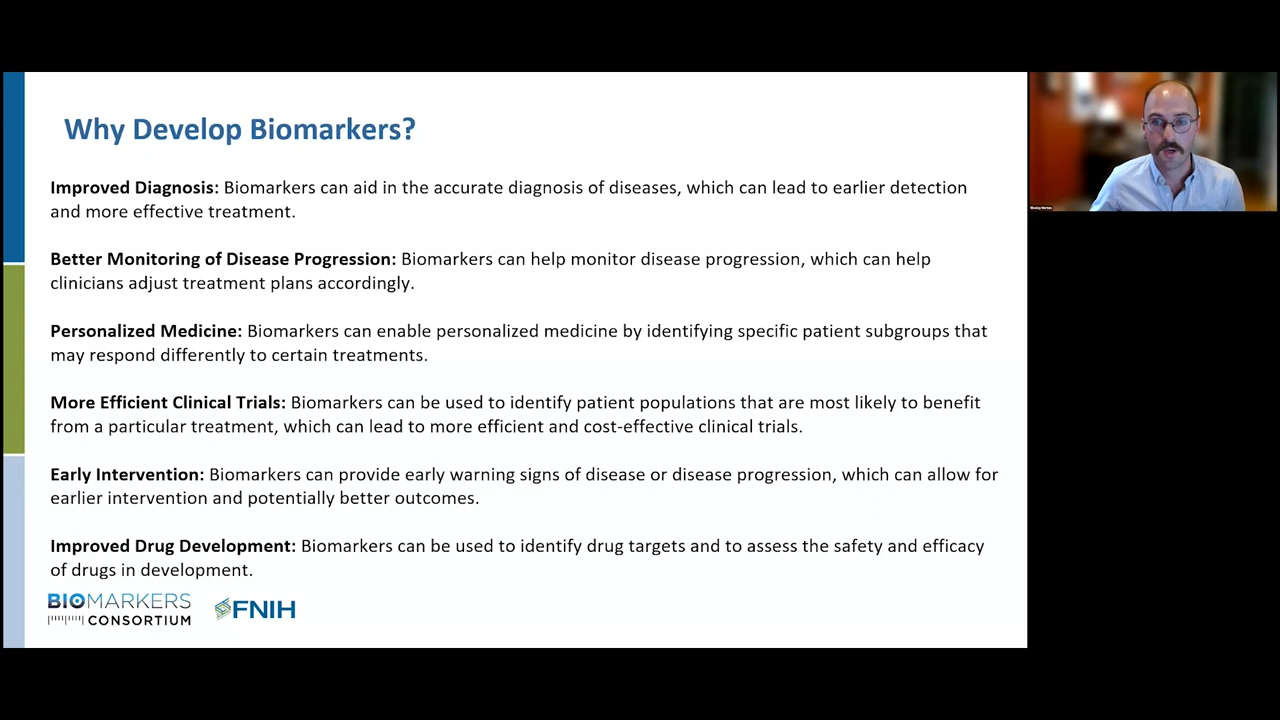 Why Develop Biomarkers?
Improved Diagnosis: Biomarkers can aid in the accurate diagnosis of diseases, which can lead to earlier detection
and more effective treatment.
Better Monitoring of Disease Progression: Biomarkers can help monitor disease progression, which can help
clinicians adjust treatment plans accordingly.
Personalized Medicine: Biomarkers can enable personalized medicine by identifying specific patient subgroups that
may respond differently to certain treatments.
More Efficient Clinical Trials: Biomarkers can be used to identify patient populations that are most likely to benefit
from a particular treatment, which can lead to more efficient and cost-effective clinical trials.
Early Intervention: Biomarkers can provide early warning signs of disease or disease progression, which can allow for
earlier intervention and potentially better outcomes.
Improved Drug Development: Biomarkers can be used to identify drug targets and to assess the safety and efficacy
of drugs in development.
BIOMARKERS
CONSORTIUM
FNIH